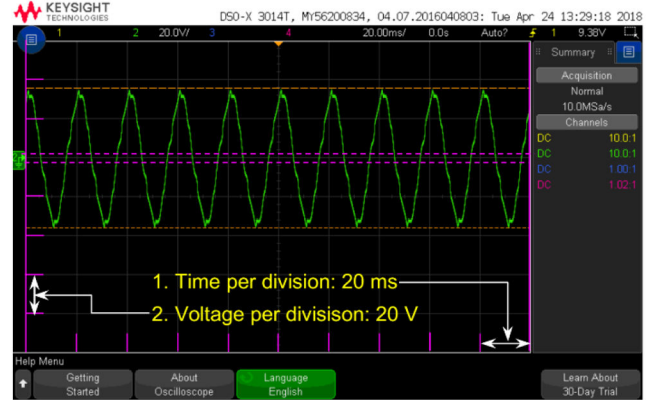 KEYSIGHT
TECHNOLOGIES
DSO-X 3014T, MY56200834, 04.07.2016040803: Tue Apr 24 13:29:18 2018
1 2 20.0V/ 3 4 20.00ms/ 0.0s Auto? 1 9.38V
Summary
Acquisition
Normal
10.0MSa/s
Channels
DC 10.0:1
DC 10.0:1
DC 1.00:1
DC 1.02:1
1. Time per division: 20 ms
2. Voltage per divisison: 20 V
Help Menu
Getting Started
About Oscilloscope
Language English
Learn About 30-Day Trial